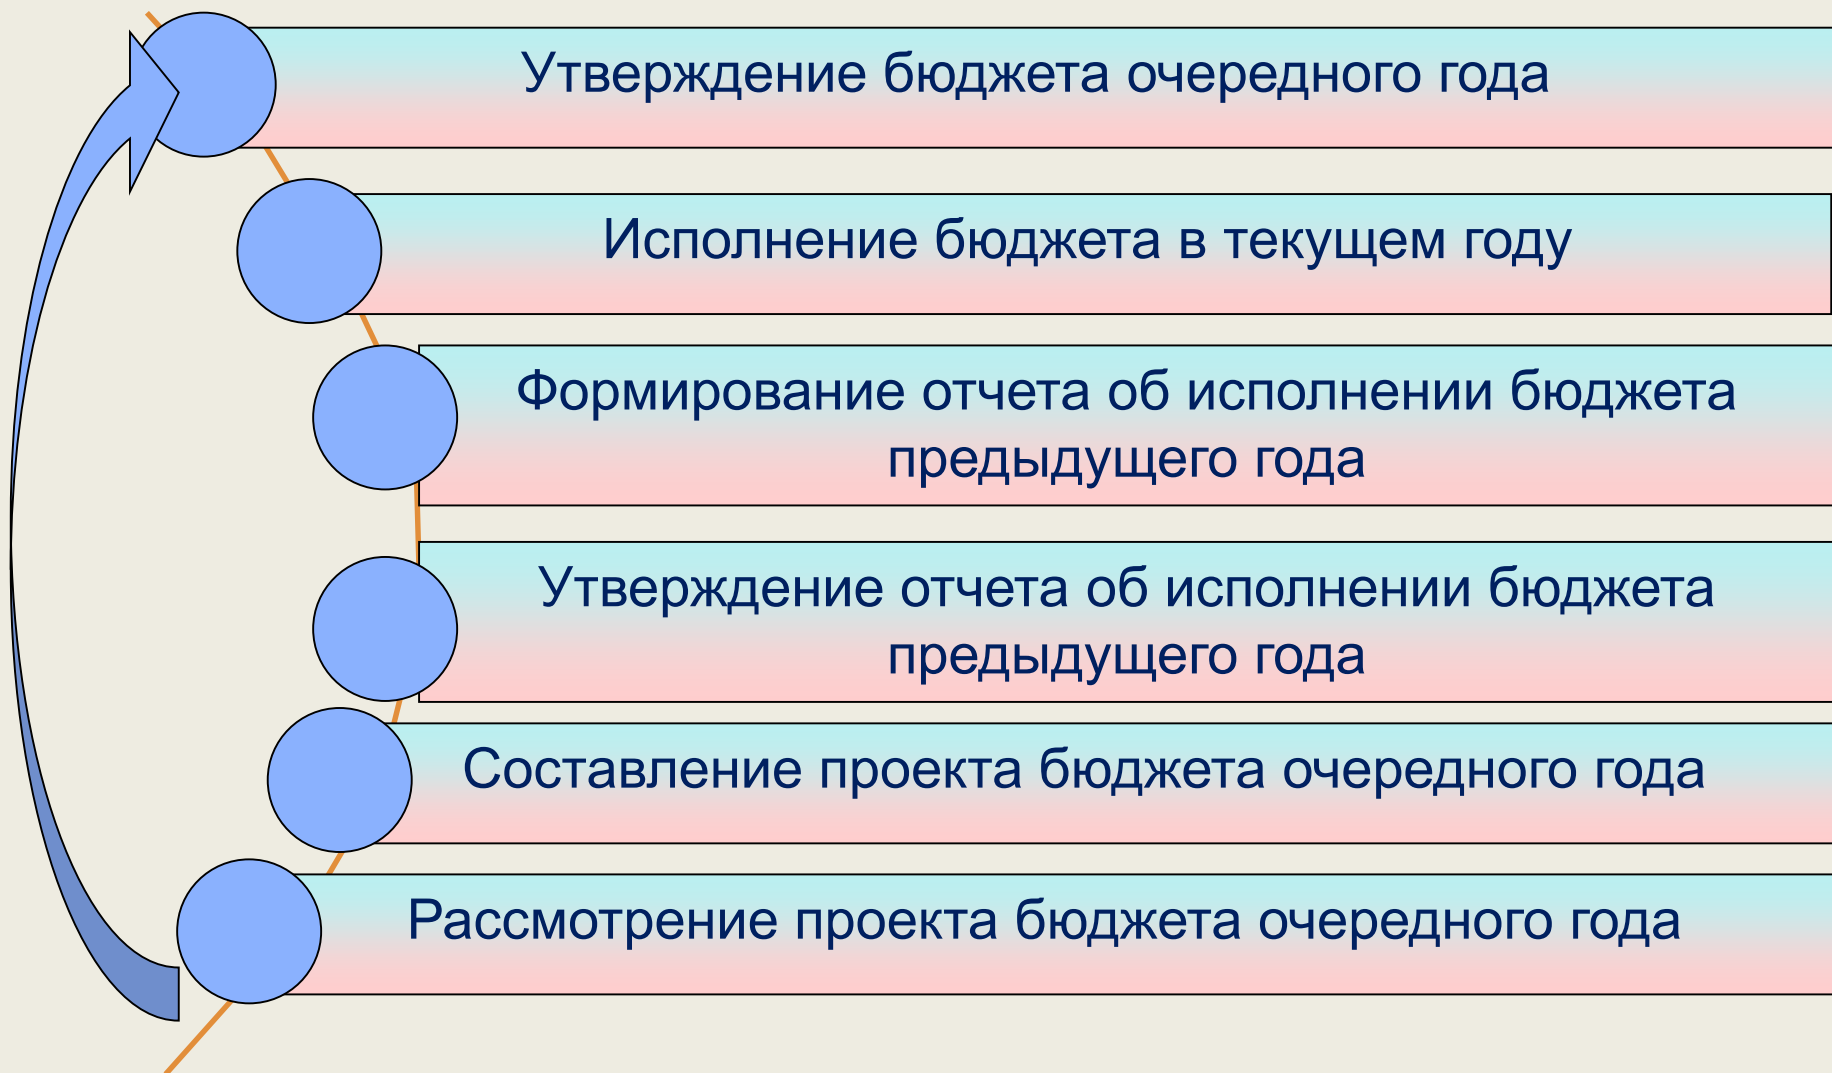 Утверждение бюджета очередного года
Исполнение бюджета в текущем году
Формирование отчета об исполнении бюджета
предыдущего года
Утверждение отчета об исполнении бюджета
предыдущего года
Составление проекта бюджета очередного года
Рассмотрение проекта бюджета очередного года